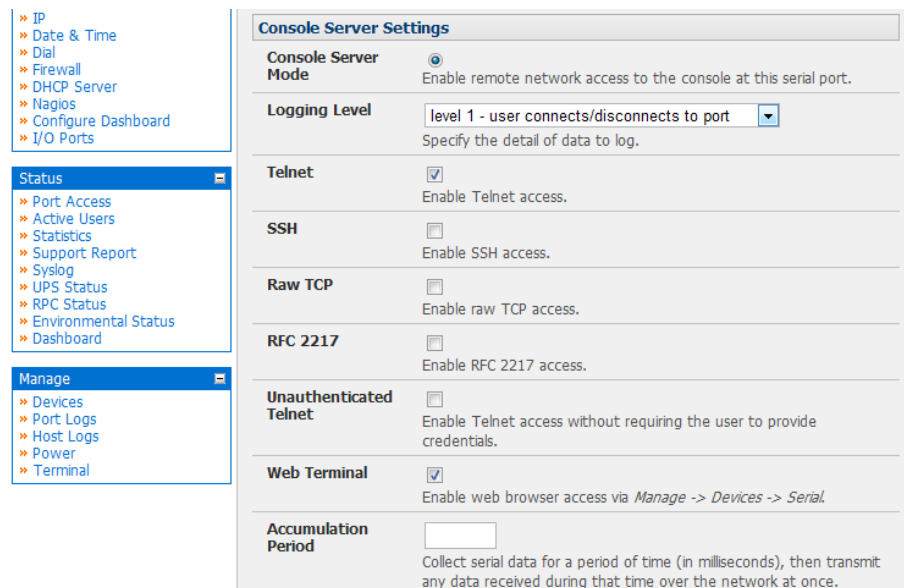 » IP
» Date & Time
» Dial
» Firewall
» DHCP Server
» Nagios
» Configure Dashboard
» I/O Ports
Status
» Port Access
» Active Users
» Statistics
» Support Report
» Syslog
» UPS Status
» RPC Status
» Environmental Status
» Dashboard
Manage
» Devices
» Port Logs
» Host Logs
» Power
» Terminal
Console Server Settings
Console Server
Mode
Enable remote network access to the console at this serial port.
Logging Level
level 1 - user connects/disconnects to port
Specify the detail of data to log.
Telnet
Enable Telnet access.
SSH
Enable SSH access.
Raw TCP
Enable raw TCP access.
RFC 2217
Enable RFC 2217 access.
Unauthenticated
Telnet
Enable Telnet access without requiring the user to provide
credentials.
Web Terminal
Enable web browser access via Manage -> Devices -> Serial.
Accumulation
Period
Collect serial data for a period of time (in milliseconds), then transmit
any data received during that time over the network at once.